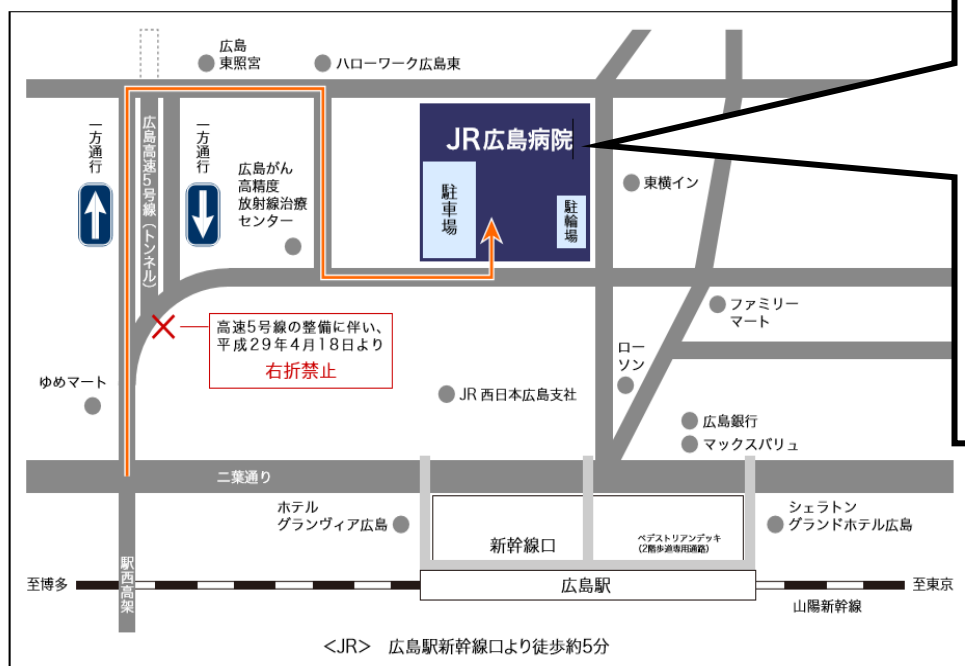 広島
東照宮
ハローワーク広島東
一方通行
広島高速5号線(トンネル)
一方通行
広島がん
高精度
放射線治療
センター
JR広島病院
駐車場
駐輪場
東横イン
高速5号線の整備に伴い、
平成29年4月18日より
右折禁止
ファミリー
マート
ロー
ソン
ゆめマート
JR西日本広島支社
広島銀行
マックスバリュ
二葉通り
ホテル
グランヴィア広島
新幹線口
ペデストリアンデッキ
(2階歩道専用通路)
シェラトン
グランドホテル広島
駅西高架
至博多
広島駅
至東京
山陽新幹線
<JR> 広島駅新幹線口より徒歩約5分